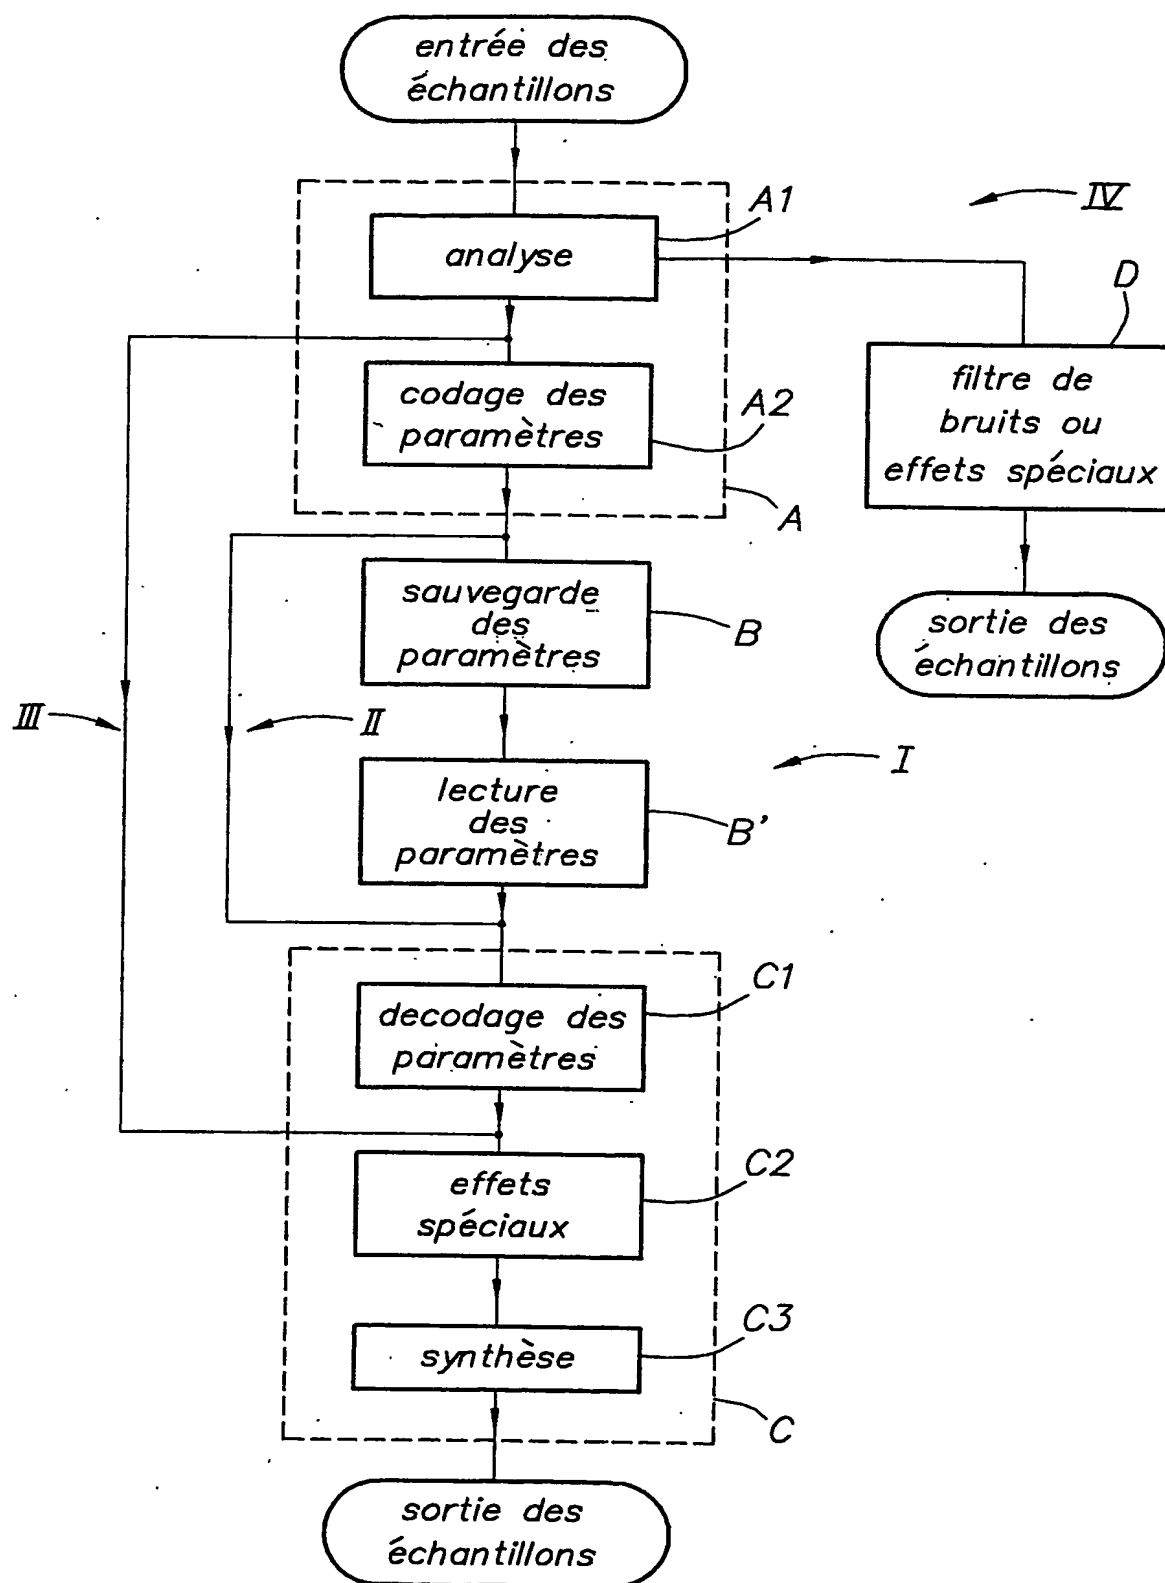 entrée des
échantillons
A1
IV
analyse
D
codage des
paramètres
A2
filtre de
bruits ou
effets spéciaux
A
sauvegarde
des
paramètres
B
sortie des
échantillons
III
II
I
lecture
des
paramètres
B'
C1
decodage des
paramètres
C2
effets
spéciaux
C3
synthèse
C
sortie des
échantillons